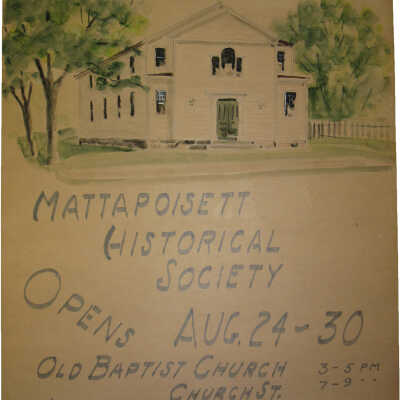 MATTAPOISETT
HISTORICAL
SOCIETY
OPENS
AUG. 24-30
OLD BAPTIST CHURCH 3-5 PM
CHURCH ST. 7-9 " "